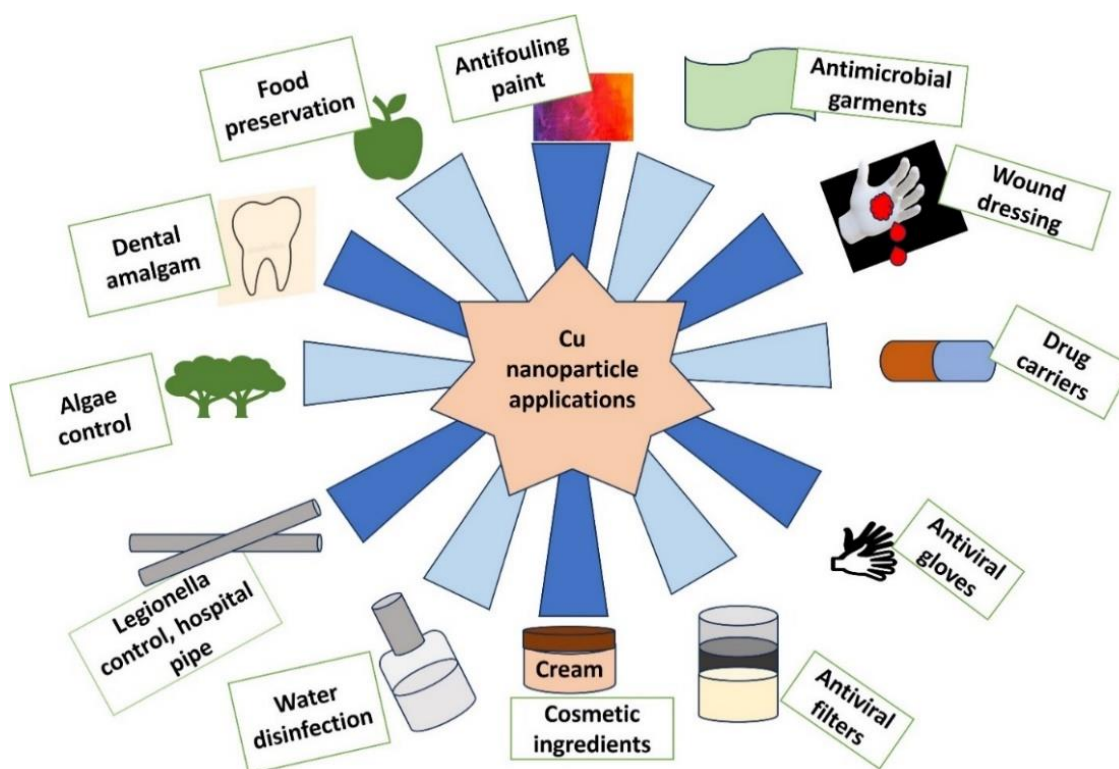 Food
preservation
Antifouling
paint
Antimicrobial
garments
Wound
dressing
Dental
amalgam
Drug
carriers
Cu
nanoparticle
applications
Algae
control
Antiviral
gloves
Legionella
control, hospital
pipe
Water
disinfection
Cream
Cosmetic
ingredients
Antiviral
filters